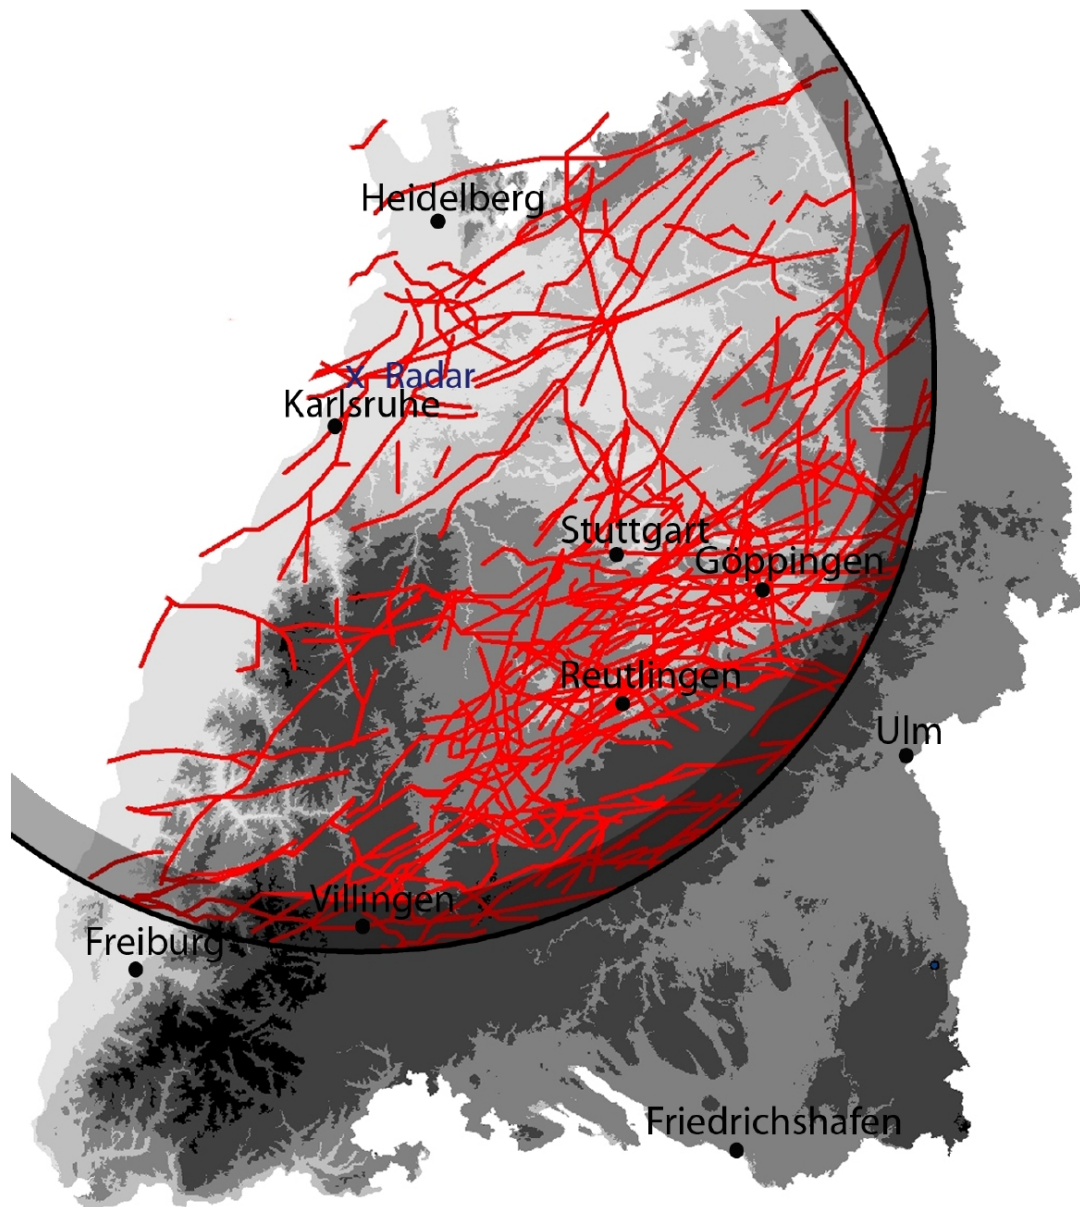 Heidelberg
x Radar
Karlsruhe
Stuttgart
Göppingen
Reutlingen
Ulm
Villingen
Freiburg
Friedrichshafen